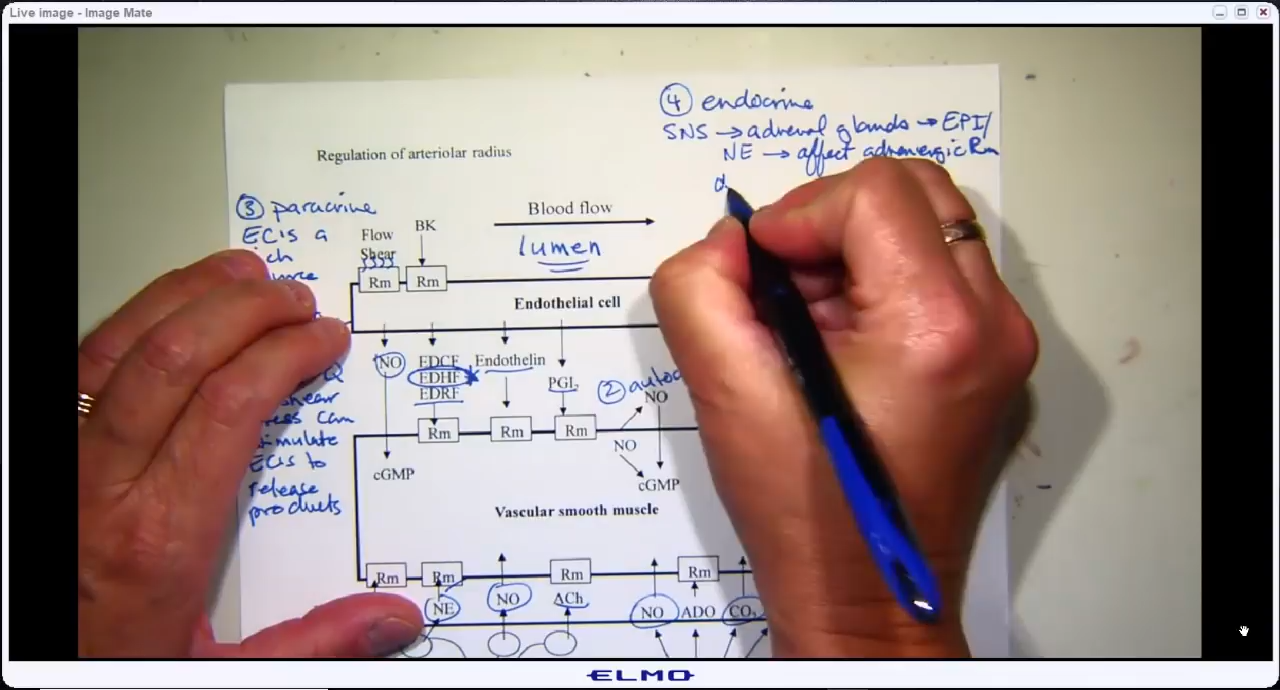 Live image - Image Mate
④ endocrine
SNS → adrenal glands → EPI/
NE → affect adrenergic Rm
Regulation of arteriolar radius
③ paracrine
EC is a
Blood flow
lumen
Flow
Shear
BK
Rm
Rm
Endothelial cell
NO
EDCF
EDHF
EDRF
Endothelin
PGI₂
② autoc
NO
Rm
Rm
Rm
NO
cGMP
cGMP
shear
can
EC's to
release
products
Vascular smooth muscle
Rm
Rm
Rm
Rm
NE
NO
ACh
NO
ADO
CO₂
ELMO